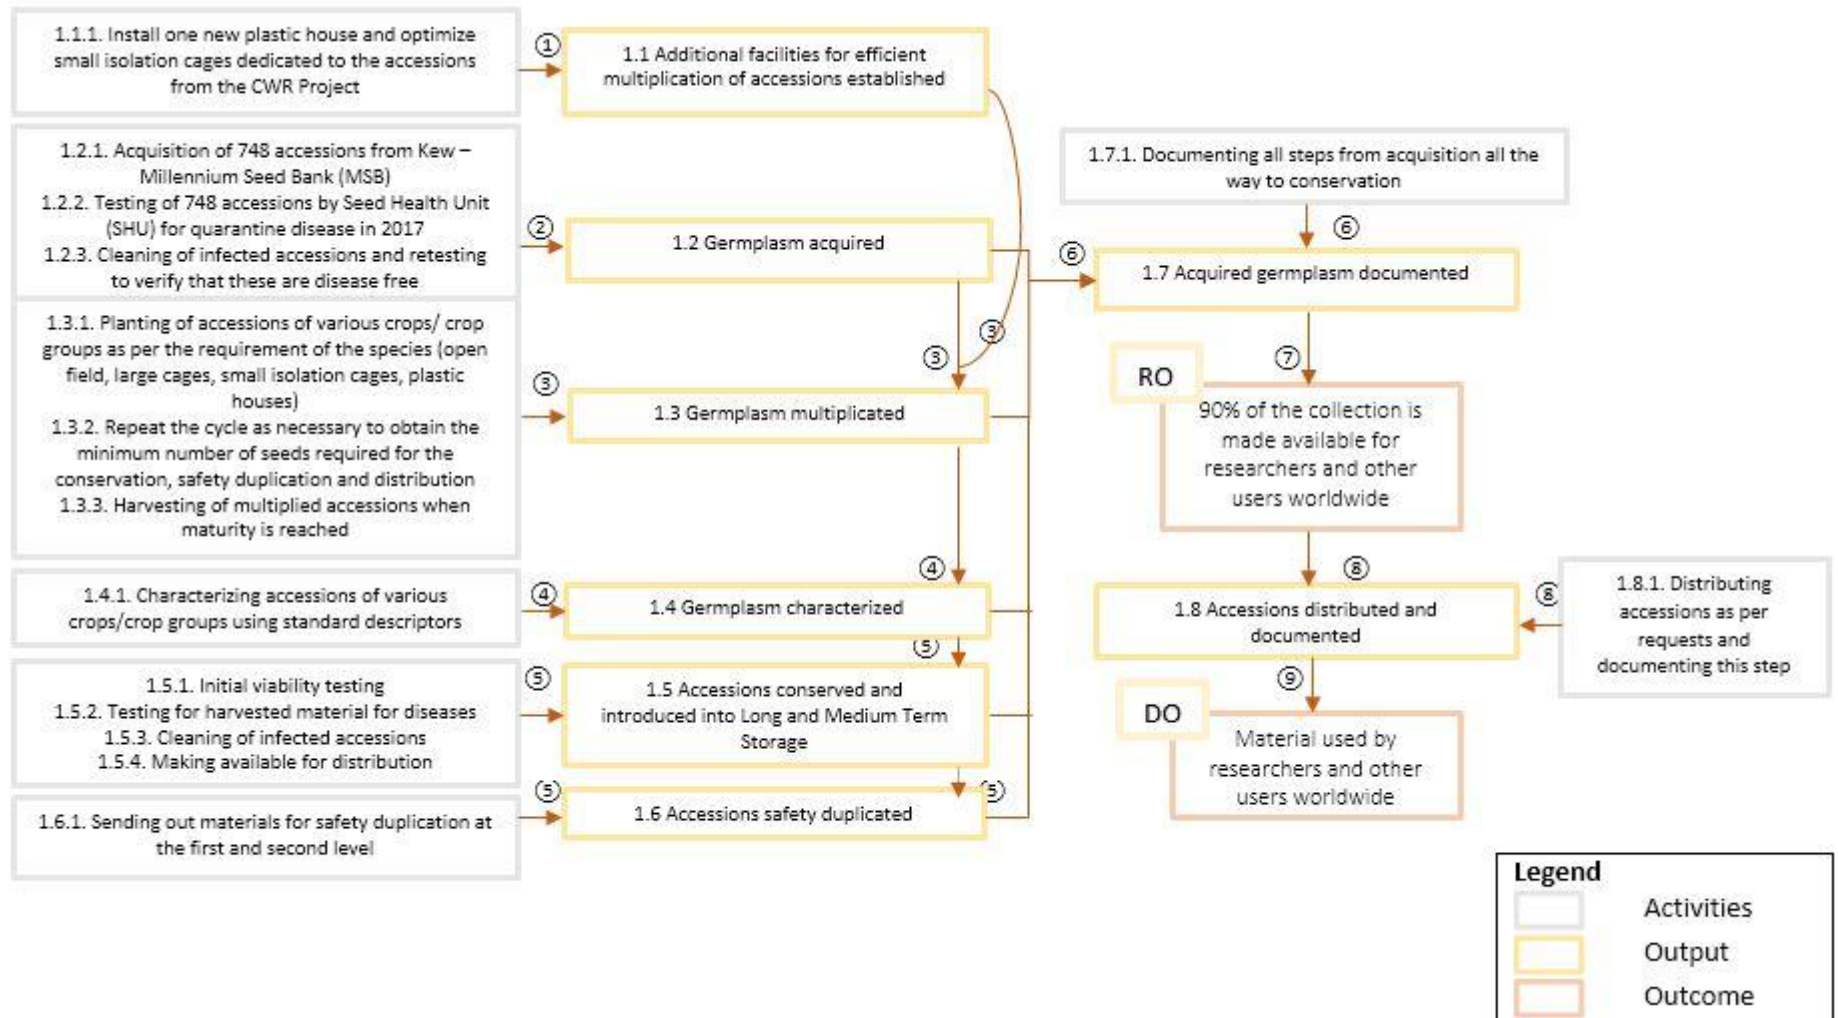 1.1.1. Install one new plastic house and optimize
small isolation cages dedicated to the accessions
from the CWR Project
①
1.1 Additional facilities for efficient
multiplication of accessions established
1.2.1. Acquisition of 748 accessions from Kew –
Millennium Seed Bank (MSB)
1.2.2. Testing of 748 accessions by Seed Health Unit
(SHU) for quarantine disease in 2017
1.2.3. Cleaning of infected accessions and retesting
to verify that these are disease free
②
1.2 Germplasm acquired
③
③
1.3.1. Planting of accessions of various crops/ crop
groups as per the requirement of the species (open
field, large cages, small isolation cages, plastic
houses)
1.3.2. Repeat the cycle as necessary to obtain the
minimum number of seeds required for the
conservation, safety duplication and distribution
1.3.3. Harvesting of multiplied accessions when
maturity is reached
③
1.3 Germplasm multiplicated
④
1.4.1. Characterizing accessions of various
crops/crop groups using standard descriptors
④
1.4 Germplasm characterized
⑤
1.5.1. Initial viability testing
1.5.2. Testing for harvested material for diseases
1.5.3. Cleaning of infected accessions
1.5.4. Making available for distribution
⑤
1.5 Accessions conserved and
introduced into Long and Medium Term
Storage
⑤
1.6.1. Sending out materials for safety duplication at
the first and second level
⑤
1.6 Accessions safety duplicated
1.7.1. Documenting all steps from acquisition all the
way to conservation
⑥
⑥
1.7 Acquired germplasm documented
⑦
RO
90% of the collection is
made available for
researchers and other
users worldwide
⑧
1.8 Accessions distributed and
documented
⑧
1.8.1. Distributing
accessions as per
requests and
documenting this step
⑨
DO
Material used by
researchers and other
users worldwide
Legend
Activities
Output
Outcome